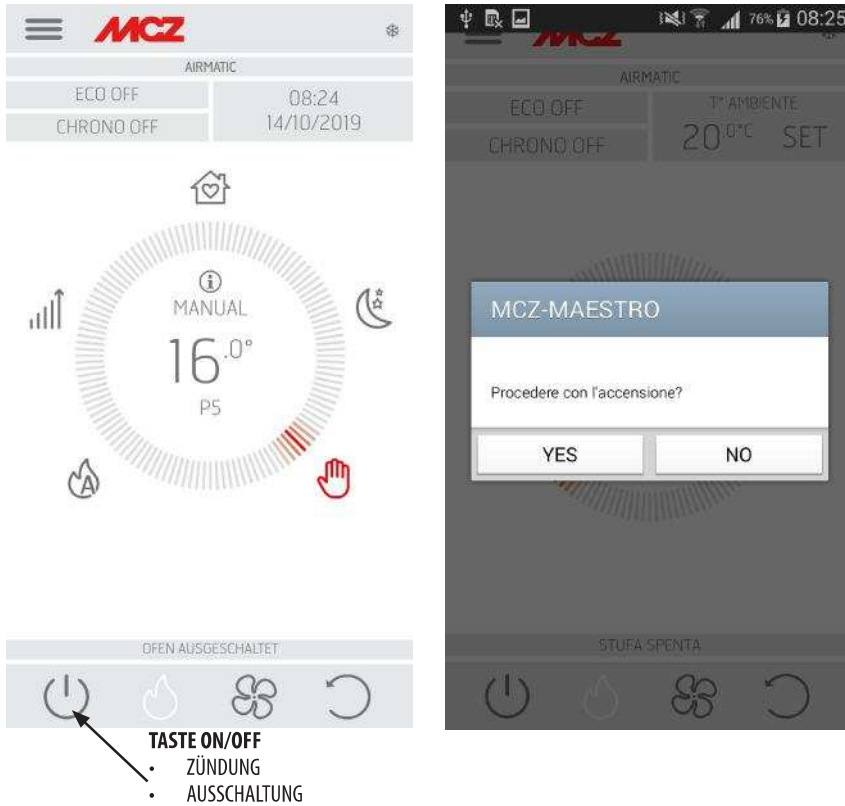 MCZ
AIRMATIC
ECO OFF
CHRONO OFF
08:24
14/10/2019
MANUAL
16.0°
P5
A
OFEN AUSGESCHALTET
TASTE ON/OFF
• ZÜNDUNG
• AUSSCHALTUNG
76% 08:25
MCZ
AIRMATIC
ECO OFF
CHRONO OFF
T° AMBIENTE
20.0°C SET
MCZ-MAESTRO
Procedere con l'accensione?
YES NO
STUFA SPENTA